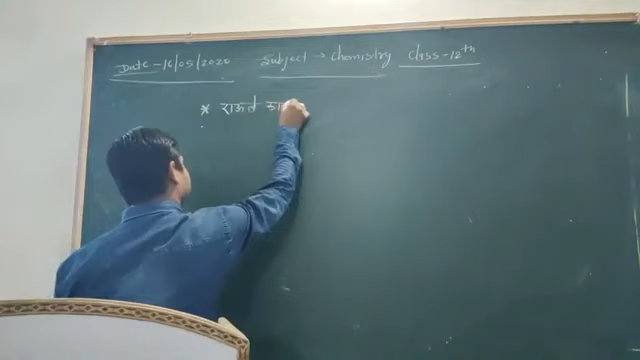 Date - 16/05/2020 Subject → Chemistry Class - 12th
* राऊल